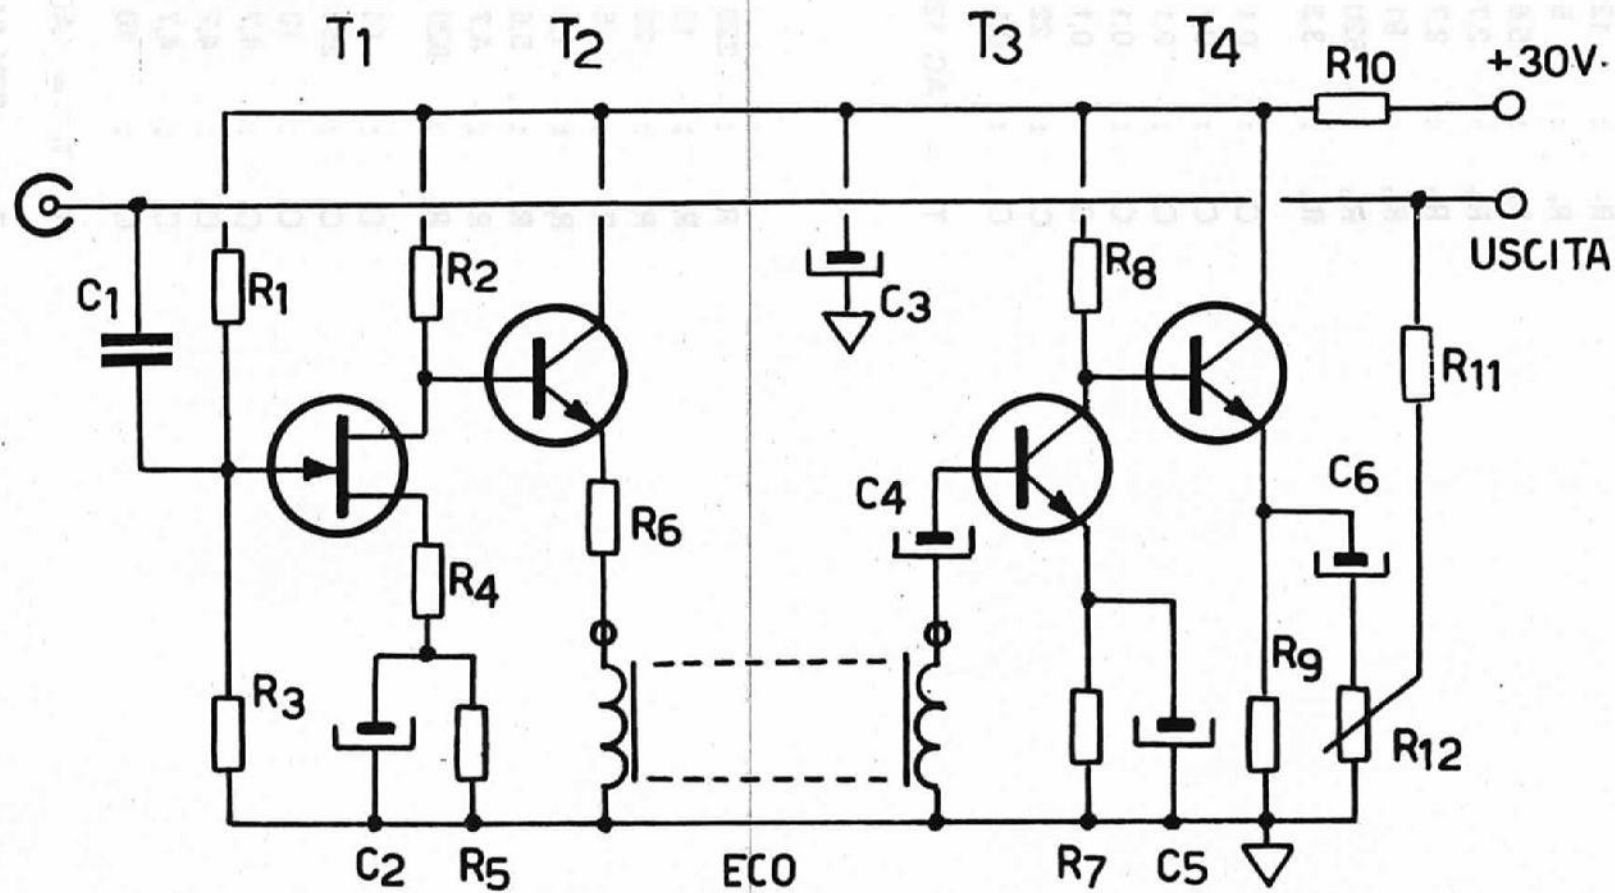 T1 T2 T3 T4
R10 +30V.
USCITA
C1 R1 R2 C3 R8 R11
C4 C6
R6
R4
R3 R9 R12
C2 R5 ECO R7 C5